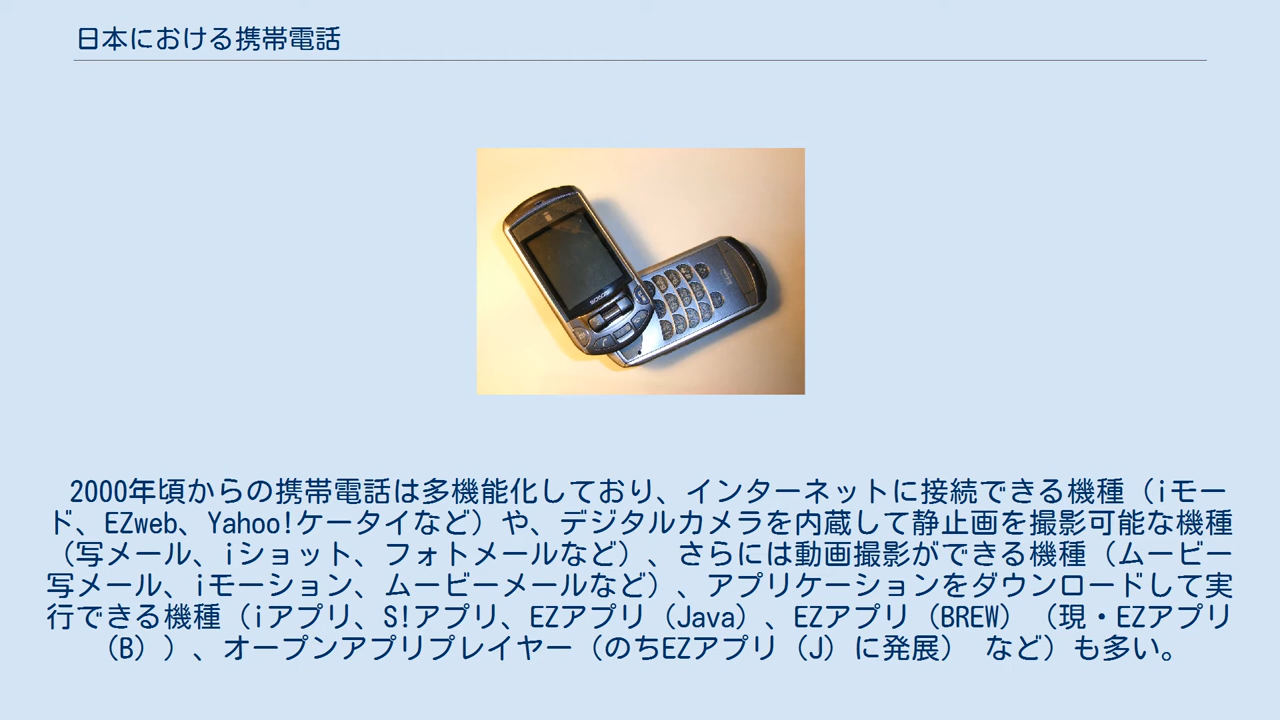 日本における携帯電話
2000年頃からの携帯電話は多機能化しており、インターネットに接続できる機種（iモー
ド、EZweb、Yahoo!ケータイなど）や、デジタルカメラを内蔵して静止画を撮影可能な機種
（写メール、iショット、フォトメールなど）、さらには動画撮影ができる機種（ムービー
写メール、iモーション、ムービーメールなど）、アプリケーションをダウンロードして実
行できる機種（iアプリ、S!アプリ、EZアプリ（Java）、EZアプリ（BREW）（現・EZアプリ
（B））、オープンアプリプレイヤー（のちEZアプリ（J）に発展） など）も多い。